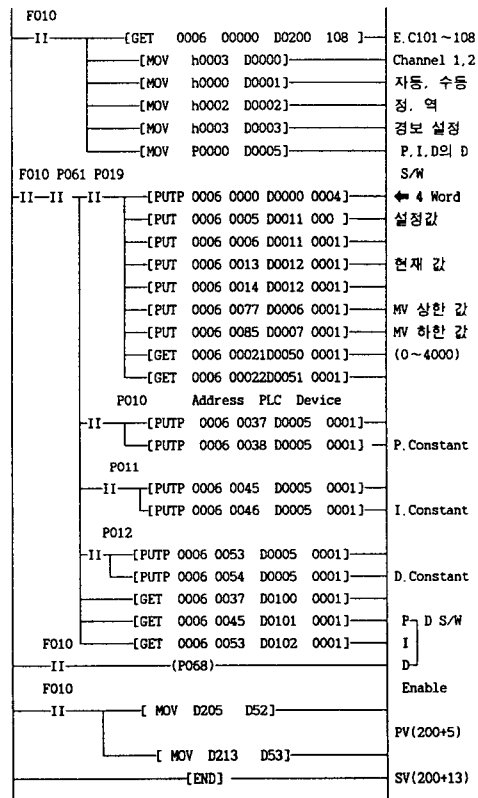 F010
[GET 0006 00000 D0200 108 ] E.C101~108
[MOV h0003 D0000] Channel 1,2
[MOV h0000 D0001] 자동, 수동
[MOV h0002 D0002] 정, 역
[MOV h0003 D0003] 경보 설정
[MOV P0000 D0005] P,I,D의 Ð
F010 P061 P019 S/W
[PUTP 0006 0000 D0000 0004] ⬅ 4 Word
[PUT 0006 0005 D0011 000 ] 설정값
[PUT 0006 0006 D0011 0001]
[PUT 0006 0013 D0012 0001] 현재 값
[PUT 0006 0014 D0012 0001]
[PUT 0006 0077 D0006 0001] MV 상한 값
[PUT 0006 0085 D0007 0001] MV 하한 값
[GET 0006 00021D0050 0001] (0~4000)
[GET 0006 00022D0051 0001]
P010 Address PLC Device
[PUTP 0006 0037 D0005 0001]
[PUTP 0006 0038 D0005 0001] P.Constant
P011
[PUTP 0006 0045 D0005 0001]
[PUTP 0006 0046 D0005 0001] I.Constant
P012
[PUTP 0006 0053 D0005 0001]
[PUTP 0006 0054 D0005 0001] D.Constant
[GET 0006 0037 D0100 0001]
[GET 0006 0045 D0101 0001] P D S/W
F010 [GET 0006 0053 D0102 0001] I
(P068) D
F010 Enable
[ MOV D205 D52]
PV(200+5)
[ MOV D213 D53]
[END] SV(200+13)